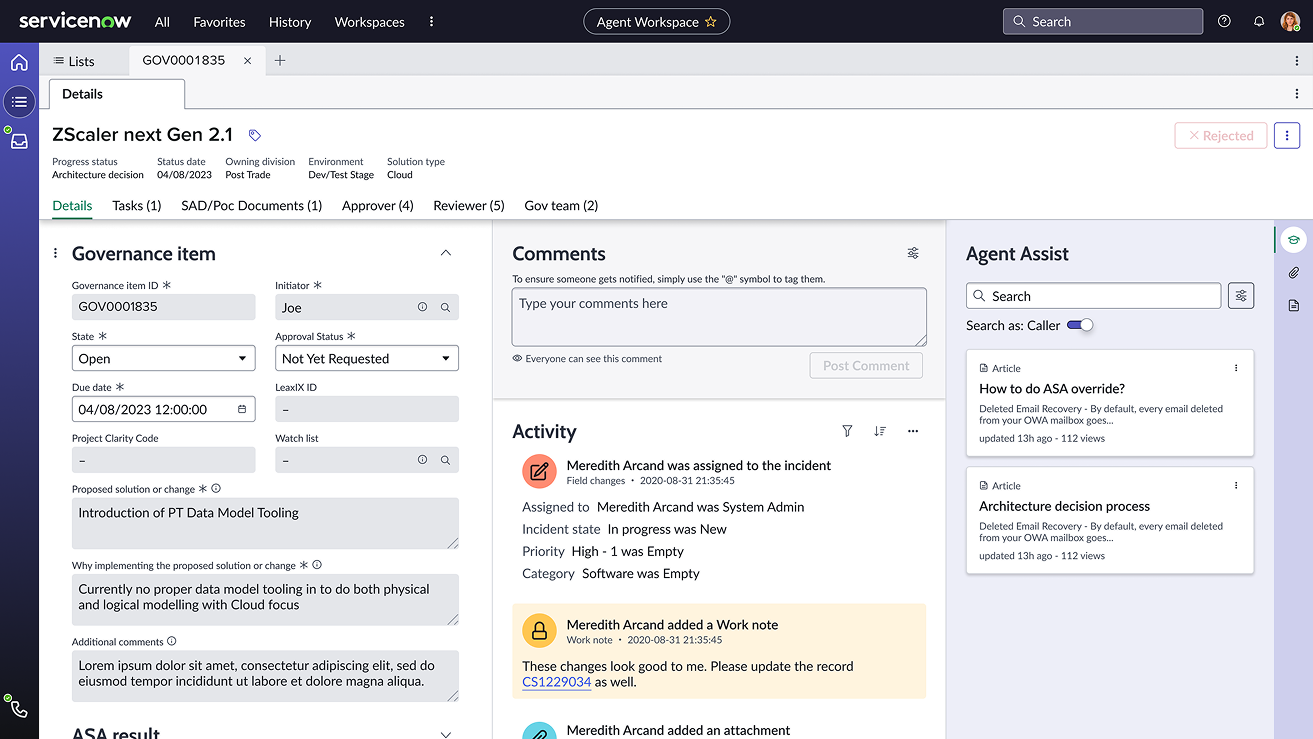 servicenow All Favorites History Workspaces Agent Workspace Search
Lists GOV0001835
Details
ZScaler next Gen 2.1 Rejected
Progress status Status date Owning division Environment Solution type
Architecture decision 04/08/2023 Post Trade Dev/Test Stage Cloud
Details Tasks (1) SAD/Poc Documents (1) Approver (4) Reviewer (5) Gov team (2)
Governance item
Governance item ID * Initiator *
GOV0001835 Joe
State * Approval Status *
Open Not Yet Requested
Due date * LeaxIX ID
04/08/2023 12:00:00 –
Project Clarity Code Watch list
– –
Proposed solution or change *
Introduction of PT Data Model Tooling
Why implementing the proposed solution or change *
Currently no proper data model tooling in to do both physical
and logical modelling with Cloud focus
Additional comments
Lorem ipsum dolor sit amet, consectetur adipiscing elit, sed do
eiusmod tempor incididunt ut labore et dolore magna aliqua.
ASA result
Comments
To ensure someone gets notified, simply use the "@" symbol to tag them.
Type your comments here
Everyone can see this comment Post Comment
Activity
Meredith Arcand was assigned to the incident
Field changes • 2020-08-31 21:35:45
Assigned to Meredith Arcand was System Admin
Incident state In progress was New
Priority High - 1 was Empty
Category Software was Empty
Meredith Arcand added a Work note
Work note • 2020-08-31 21:35:45
These changes look good to me. Please update the record
CS1229034 as well.
Meredith Arcand added an attachment
Agent Assist
Search
Search as: Caller
Article
How to do ASA override?
Deleted Email Recovery - By default, every email deleted
from your OWA mailbox goes...
updated 13h ago - 112 views
Article
Architecture decision process
Deleted Email Recovery - By default, every email deleted
from your OWA mailbox goes...
updated 13h ago - 112 views